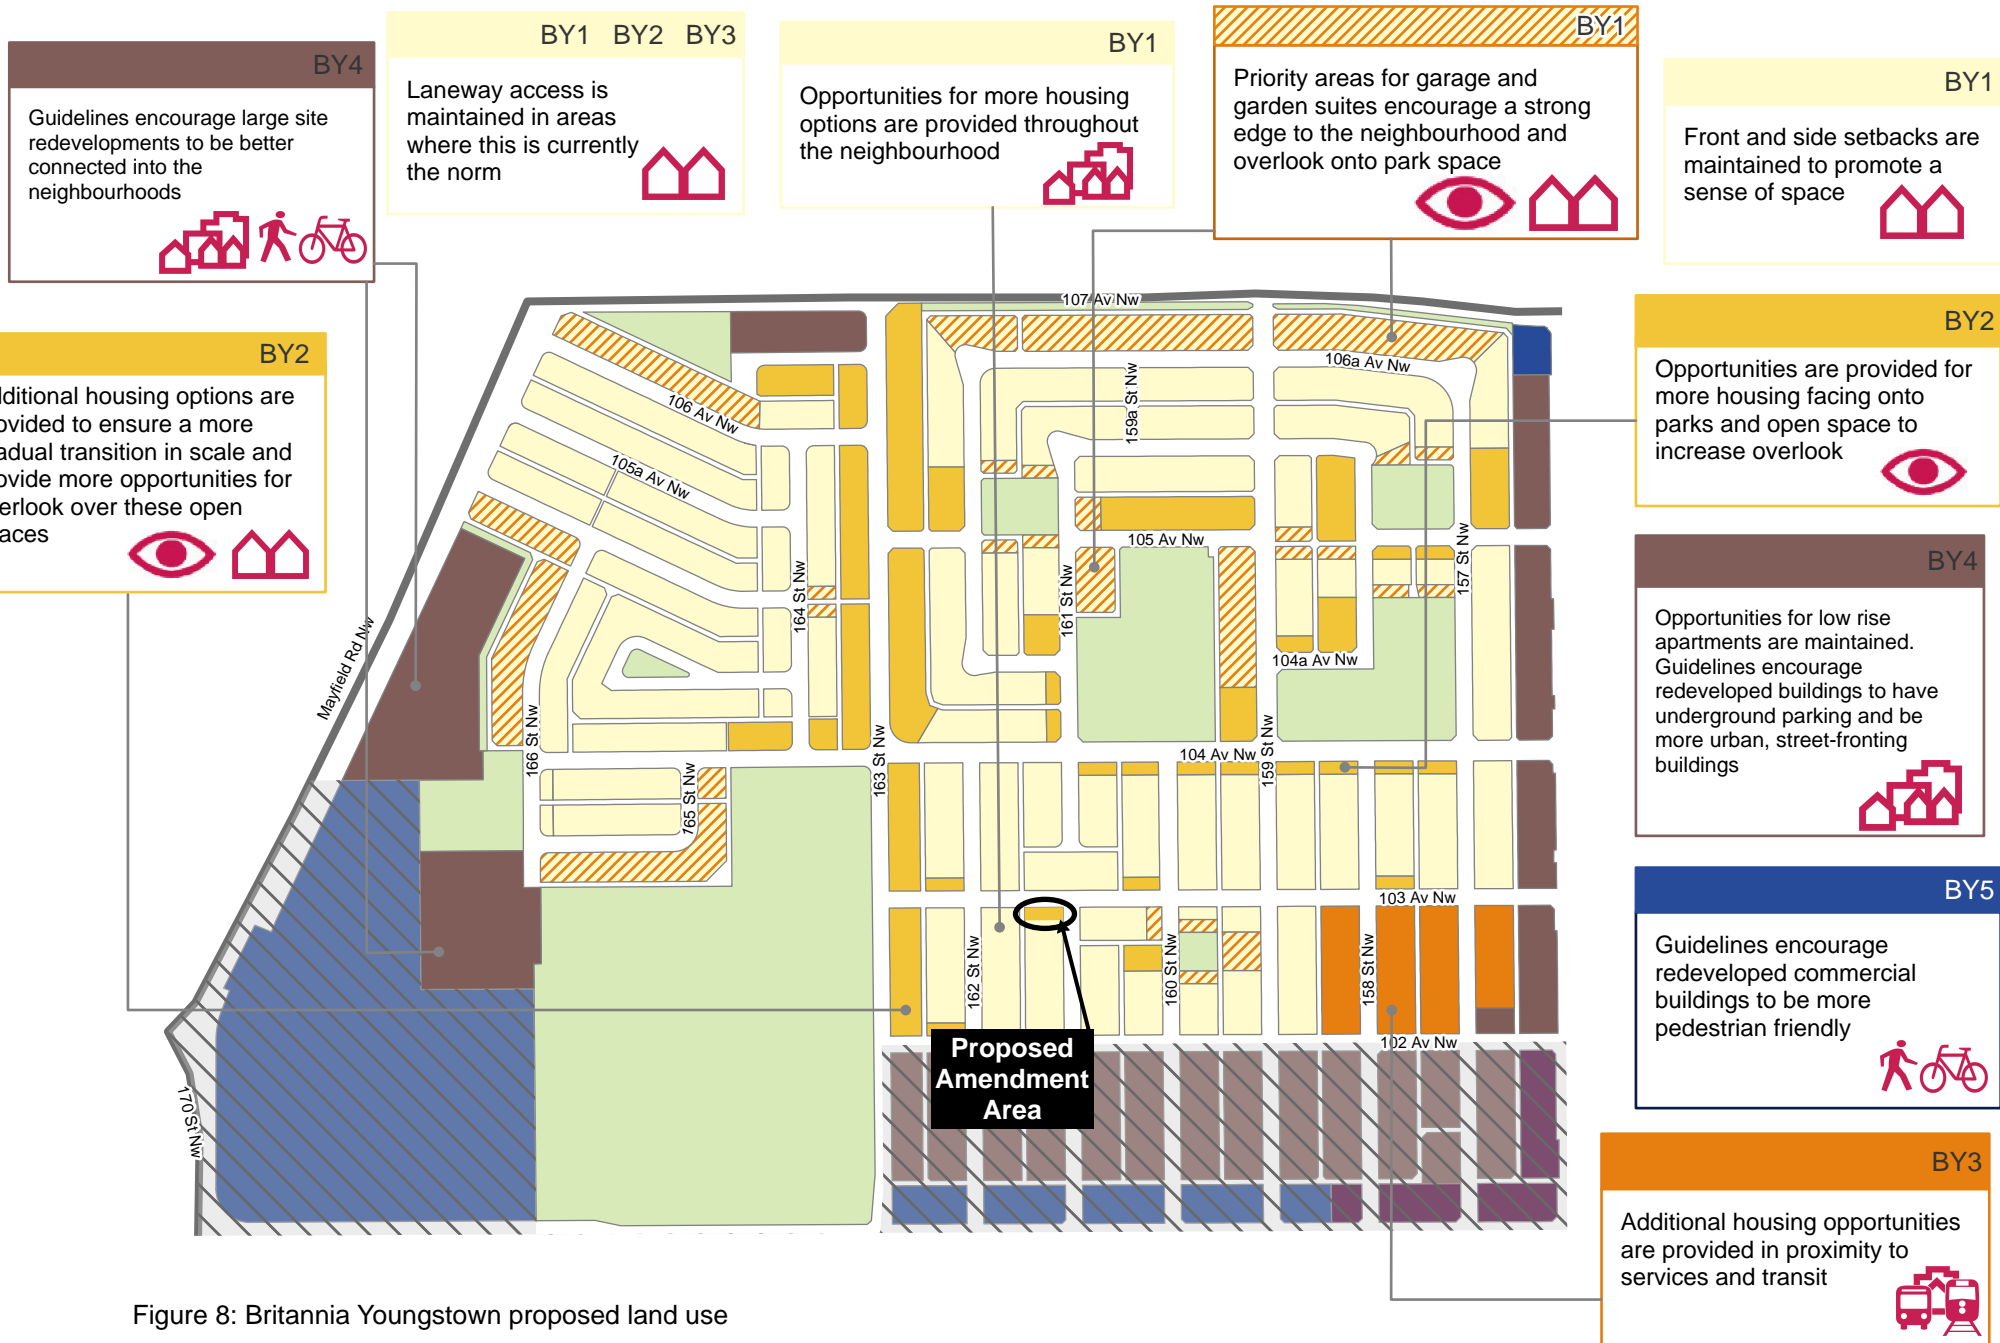 BY4
Guidelines encourage large site
redevelopments to be better
connected into the
neighbourhoods
BY1 BY2 BY3
Laneway access is
maintained in areas
where this is currently
the norm
BY1
Opportunities for more housing
options are provided throughout
the neighbourhood
BY1
Priority areas for garage and
garden suites encourage a strong
edge to the neighbourhood and
overlook onto park space
BY1
Front and side setbacks are
maintained to promote a
sense of space
BY2
dditional housing options are
ovided to ensure a more
adual transition in scale and
ovide more opportunities for
erlook over these open
aces
BY2
Opportunities are provided for
more housing facing onto
parks and open space to
increase overlook
BY4
Opportunities for low rise
apartments are maintained.
Guidelines encourage
redeveloped buildings to have
underground parking and be
more urban, street-fronting
buildings
BY5
Guidelines encourage
redeveloped commercial
buildings to be more
pedestrian friendly
BY3
Additional housing opportunities
are provided in proximity to
services and transit
107 Av Nw
106a Av Nw
159a St Nw
106 Av Nw
105a Av Nw
105 Av Nw
157 St Nw
164 St Nw
161 St Nw
104a Av Nw
Mayfield Rd Nw
166 St Nw
163 St Nw
104 Av Nw
159 St Nw
165 St Nw
103 Av Nw
162 St Nw
160 St Nw
158 St Nw
102 Av Nw
170 St Nw
Proposed
Amendment
Area
Figure 8: Britannia Youngstown proposed land use